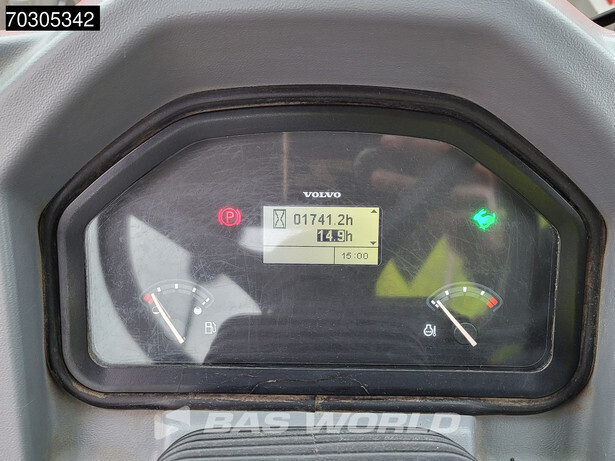 70305342
VOLVO
P
01741.2h
14.9h
15:00
BAS WORLD